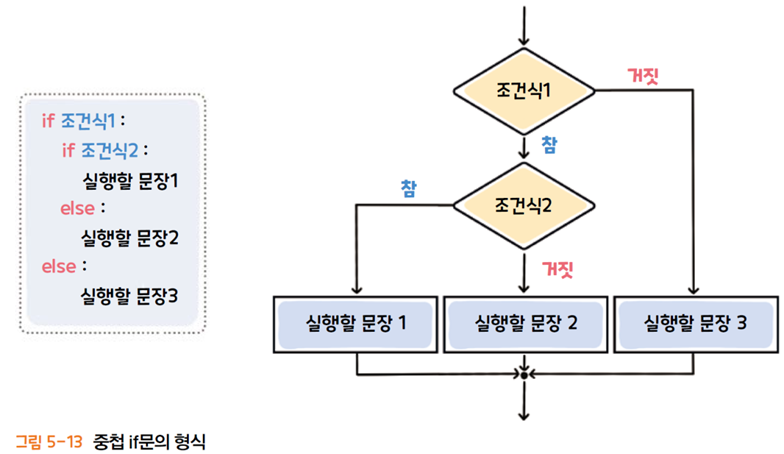 if 조건식1 :
if 조건식2 :
실행할 문장1
else :
실행할 문장2
else :
실행할 문장3
조건식1
거짓
참
조건식2
참
거짓
실행할 문장 1
실행할 문장 2
실행할 문장 3
그림 5-13 중첩 if문의 형식